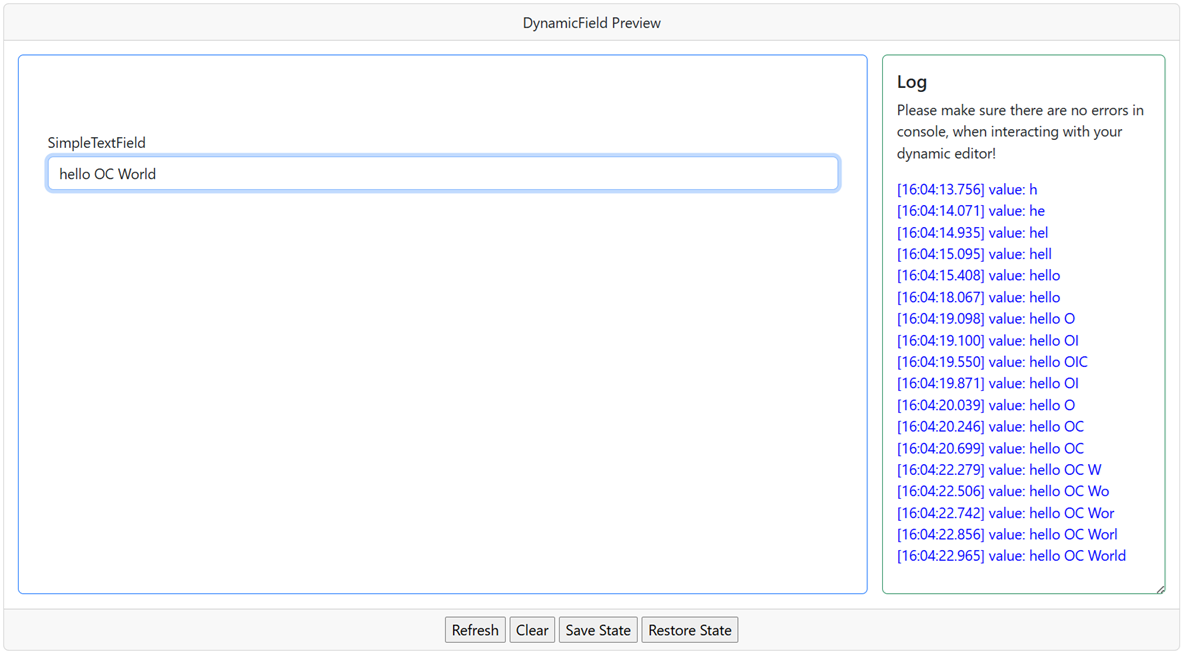 DynamicField Preview
SimpleTextField
hello OC World
Log
Please make sure there are no errors in
console, when interacting with your
dynamic editor!
[16:04:13.756] value: h
[16:04:14.071] value: he
[16:04:14.935] value: hel
[16:04:15.095] value: hell
[16:04:15.408] value: hello
[16:04:18.067] value: hello
[16:04:19.098] value: hello O
[16:04:19.100] value: hello OI
[16:04:19.550] value: hello OIC
[16:04:19.871] value: hello OI
[16:04:20.039] value: hello O
[16:04:20.246] value: hello OC
[16:04:20.699] value: hello OC
[16:04:22.279] value: hello OC W
[16:04:22.506] value: hello OC Wo
[16:04:22.742] value: hello OC Wor
[16:04:22.856] value: hello OC Worl
[16:04:22.965] value: hello OC World
Refresh Clear Save State Restore State